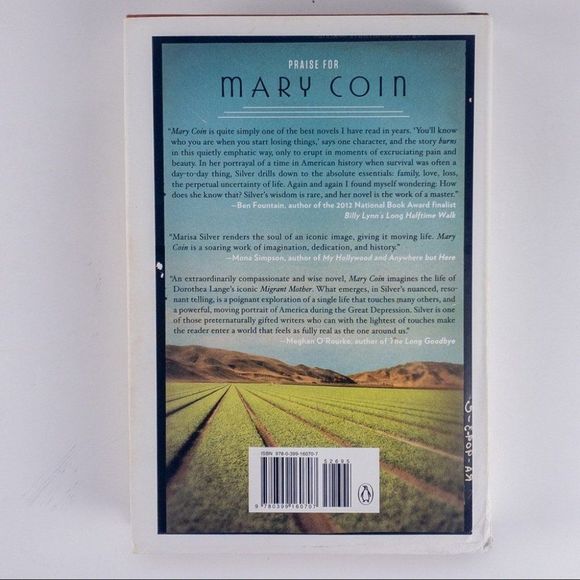 PRAISE FOR
MARY COIN
"Mary Coin is quite simply one of the best novels I have read in years. 'You'll know
who you are when you start losing things,' says one character, and the story burns
in this quietly emphatic way, only to erupt in moments of excruciating pain and
beauty. In her portrayal of a time in American history when survival was often a
day-to-day thing, Silver drills down to the absolute essentials: family, love, loss,
the perpetual uncertainty of life. Again and again I found myself wondering: How
does she know that? Silver's wisdom is rare, and her novel is the work of a master."
—Ben Fountain, author of the 2012 National Book Award finalist
Billy Lynn's Long Halftime Walk
"Marisa Silver renders the soul of an iconic image, giving it moving life. Mary
Coin is a soaring work of imagination, dedication, and history."
—Mona Simpson, author of My Hollywood and Anywhere but Here
"An extraordinarily compassionate and wise novel, Mary Coin imagines the life of
Dorothea Lange's iconic Migrant Mother. What emerges, in Silver's nuanced, reso-
nant telling, is a poignant exploration of a single life that touches many others, and
a powerful, moving portrait of America during the Great Depression. Silver is one
of those preternaturally gifted writers who can with the lightest of touches make
the reader enter a world that feels as fully real as the one around us."
—Meghan O'Rourke, author of The Long Goodbye
ISBN 978-0-399-16070-7
52695
9 780399 160707